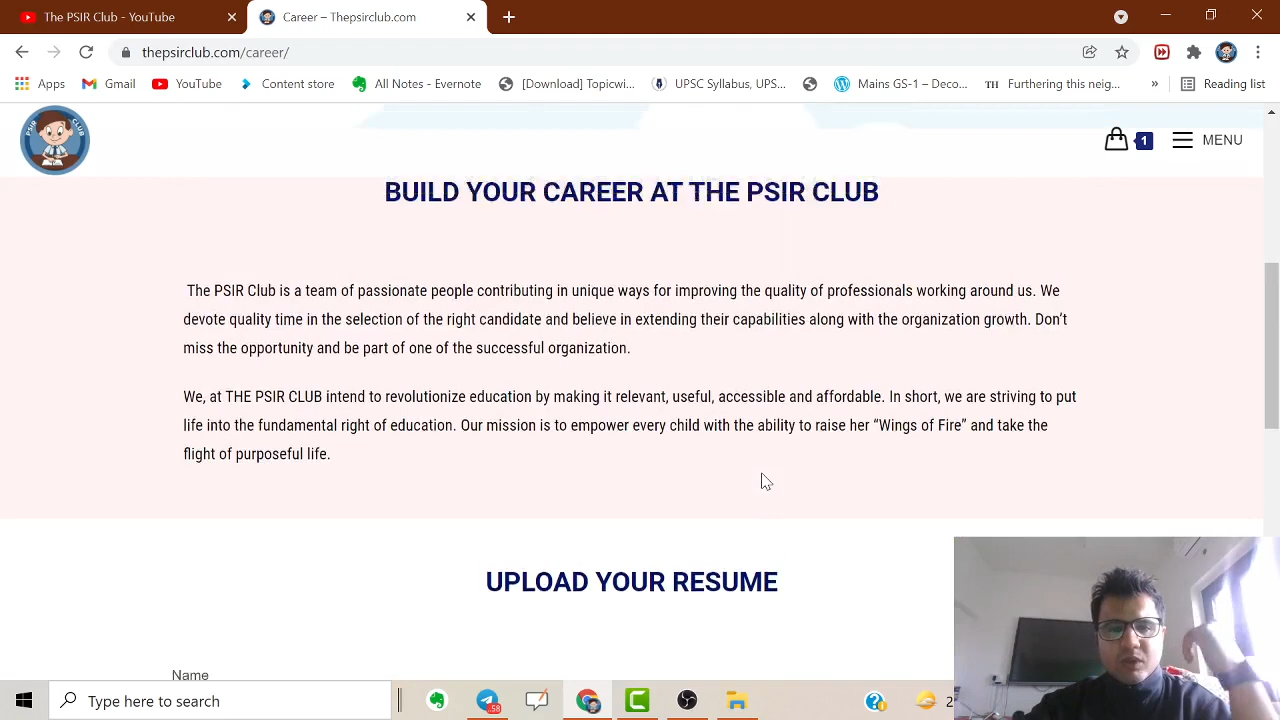 The PSIR Club - YouTube
Career – Thepsirclub.com
thepsirclub.com/career/
Apps
Gmail
YouTube
Content store
All Notes - Evernote
[Download] Topicwi...
UPSC Syllabus, UPS...
Mains GS-1 – Deco...
TH Furthering this neig...
»
Reading list
PSIR CLUB
1
MENU
BUILD YOUR CAREER AT THE PSIR CLUB
The PSIR Club is a team of passionate people contributing in unique ways for improving the quality of professionals working around us. We
devote quality time in the selection of the right candidate and believe in extending their capabilities along with the organization growth. Don't
miss the opportunity and be part of one of the successful organization.
We, at THE PSIR CLUB intend to revolutionize education by making it relevant, useful, accessible and affordable. In short, we are striving to put
life into the fundamental right of education. Our mission is to empower every child with the ability to raise her “Wings of Fire” and take the
flight of purposeful life.
UPLOAD YOUR RESUME
Name
Type here to search
58
2